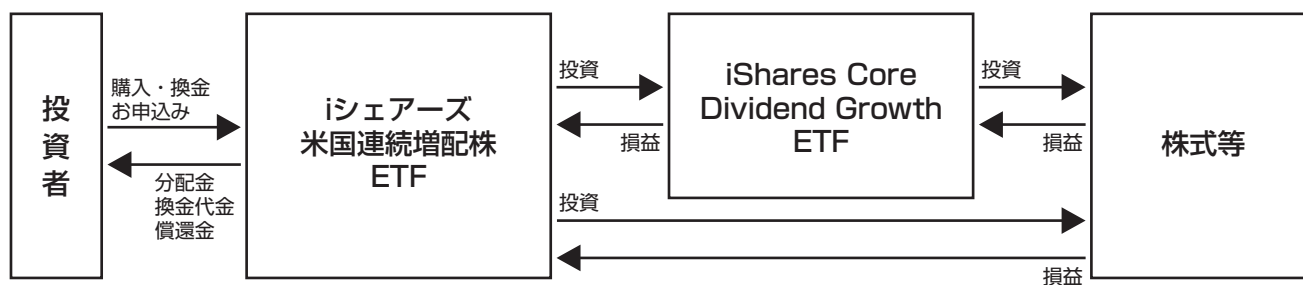 投資者
購入・換金
お申込み
分配金
換金代金
償還金
iシェアーズ
米国連続増配株
ETF
投資
損益
iShares Core
Dividend Growth
ETF
投資
損益
投資
損益
株式等